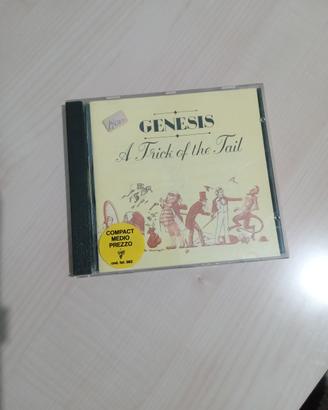 GENESIS
A Trick of the Tail
COMPACT
MEDIO
PREZZO